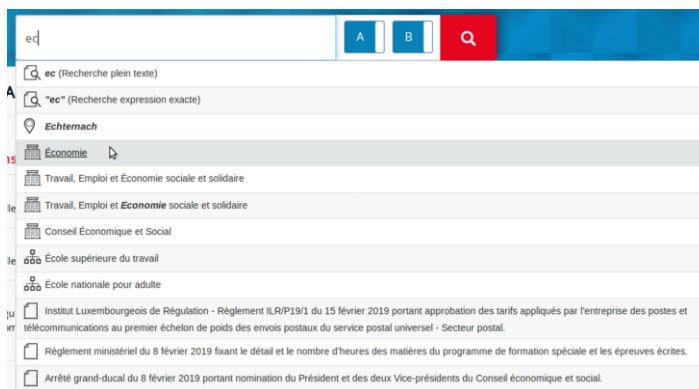 ec
A
B
A
ec (Recherche plein texte)
"ec" (Recherche expression exacte)
Echternach
ns
Économie
Travail, Emploi et Économie sociale et solidaire
lle
Travail, Emploi et Economie sociale et solidaire
Conseil Économique et Social
lle
École supérieure du travail
École nationale pour adulte
Institut Luxembourgeois de Régulation - Règlement ILR/P19/1 du 15 février 2019 portant approbation des tarifs appliqués par l'entreprise des postes et
télécommunications au premier échelon de poids des envois postaux du service postal universel - Secteur postal.
Règlement ministériel du 8 février 2019 fixant le détail et le nombre d'heures des matières du programme de formation spéciale et les épreuves écrites.
Arrêté grand-ducal du 8 février 2019 portant nomination du Président et des deux Vice-présidents du Conseil économique et social.